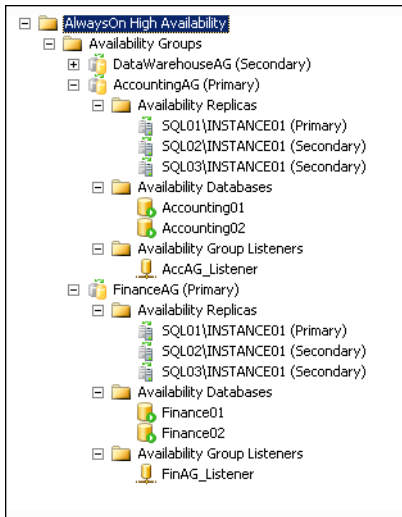 AlwaysOn High Availability
Availability Groups
DataWarehouseAG (Secondary)
AccountingAG (Primary)
Availability Replicas
SQL01\INSTANCE01 (Primary)
SQL02\INSTANCE01 (Secondary)
SQL03\INSTANCE01 (Secondary)
Availability Databases
Accounting01
Accounting02
Availability Group Listeners
AccAG_Listener
FinanceAG (Primary)
Availability Replicas
SQL01\INSTANCE01 (Primary)
SQL02\INSTANCE01 (Secondary)
SQL03\INSTANCE01 (Secondary)
Availability Databases
Finance01
Finance02
Availability Group Listeners
FinAG_Listener